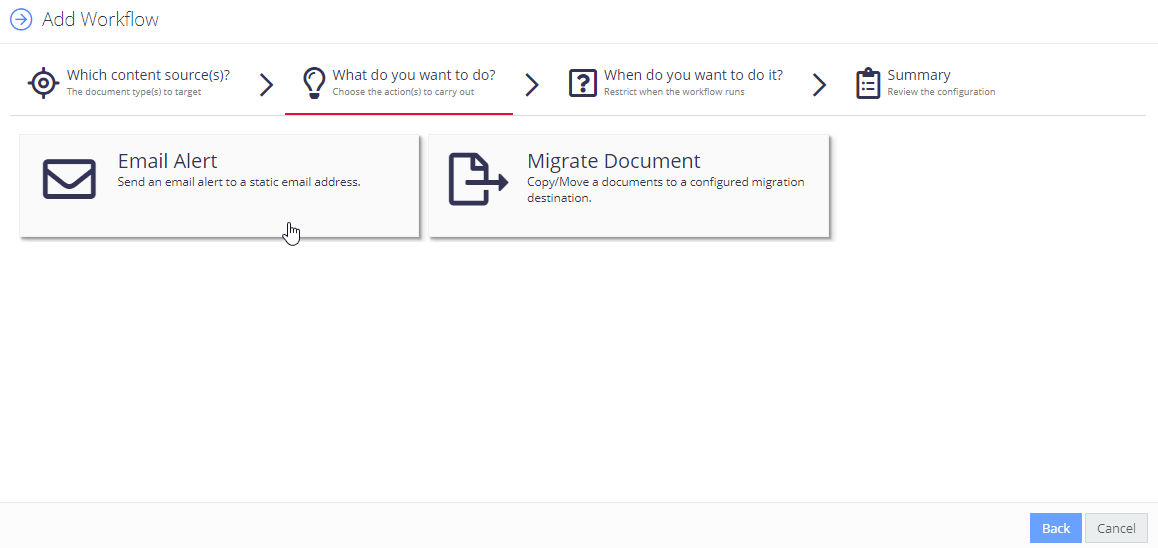 Add Workflow
Which content source(s)?
The document type(s) to target
What do you want to do?
Choose the action(s) to carry out
When do you want to do it?
Restrict when the workflow runs
Summary
Review the configuration
Email Alert
Send an email alert to a static email address.
Migrate Document
Copy/Move a documents to a configured migration
destination.
Back
Cancel